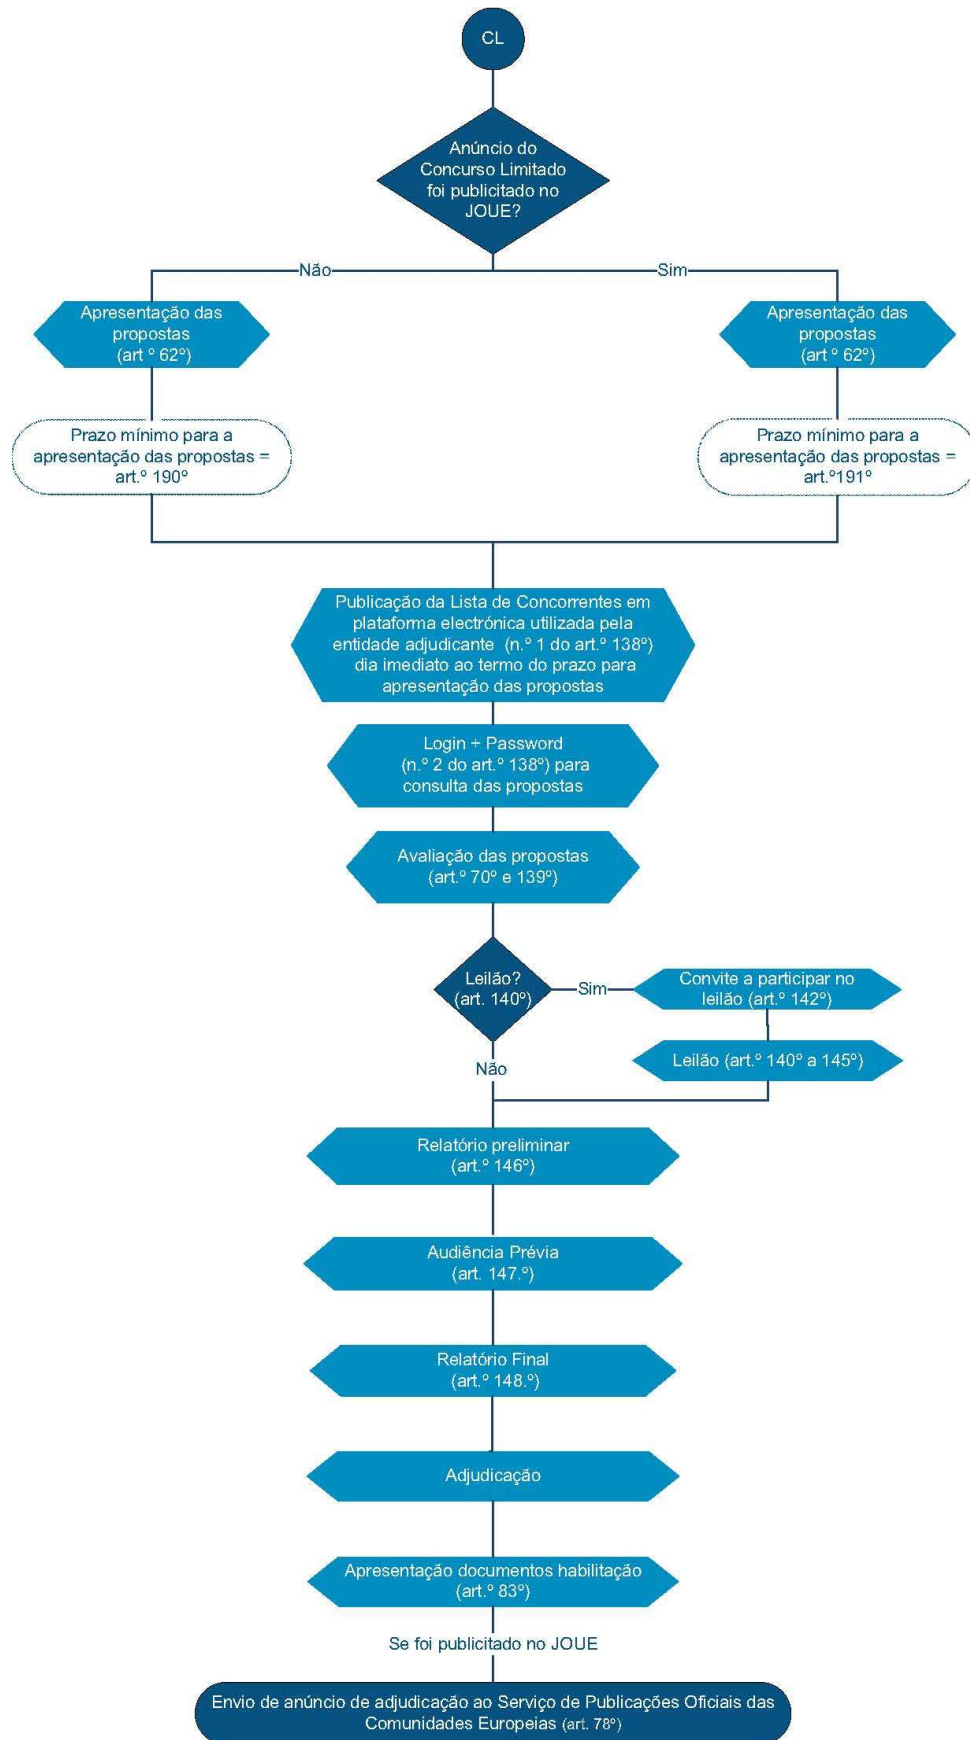 CL
Anúncio do
Concurso Limitado
foi publicitado no
JOUE?
Não
Sim
Apresentação das
propostas
(art º 62º)
Apresentação das
propostas
(art º 62º)
Prazo mínimo para a
apresentação das propostas =
art.º 190º
Prazo mínimo para a
apresentação das propostas =
art.º191º
Publicação da Lista de Concorrentes em
plataforma electrónica utilizada pela
entidade adjudicante (n.º 1 do art.º 138º)
dia imediato ao termo do prazo para
apresentação das propostas
Login + Password
(n.º 2 do art.º 138º) para
consulta das propostas
Avaliação das propostas
(art.º 70º e 139º)
Leilão?
(art. 140º)
Sim
Convite a participar no
leilão (art.º 142º)
Leilão (art.º 140º a 145º)
Não
Relatório preliminar
(art.º 146º)
Audiência Prévia
(art. 147.º)
Relatório Final
(art.º 148.º)
Adjudicação
Apresentação documentos habilitação
(art.º 83º)
Se foi publicitado no JOUE
Envio de anúncio de adjudicação ao Serviço de Publicações Oficiais das
Comunidades Europeias (art. 78º)